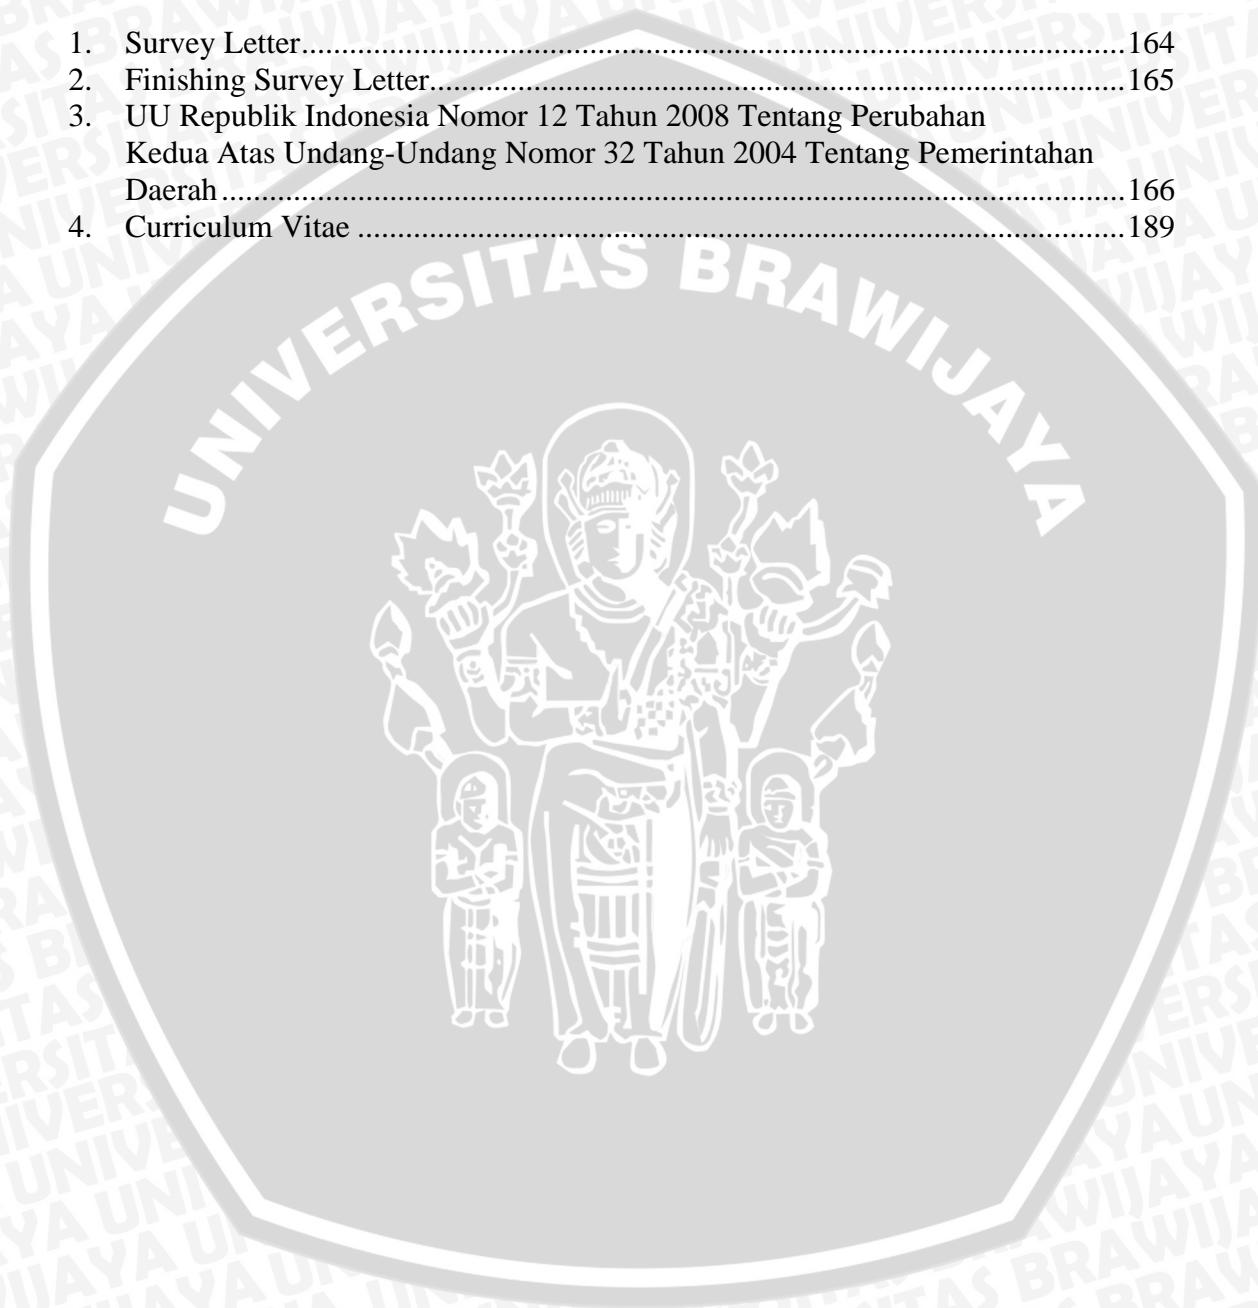 1. Survey Letter.......................................................................................................164
2. Finishing Survey Letter.......................................................................................165
3. UU Republik Indonesia Nomor 12 Tahun 2008 Tentang Perubahan
Kedua Atas Undang-Undang Nomor 32 Tahun 2004 Tentang Pemerintahan
Daerah.................................................................................................................166
4. Curriculum Vitae ................................................................................................189
UNIVERSITAS BRAWIJAYA